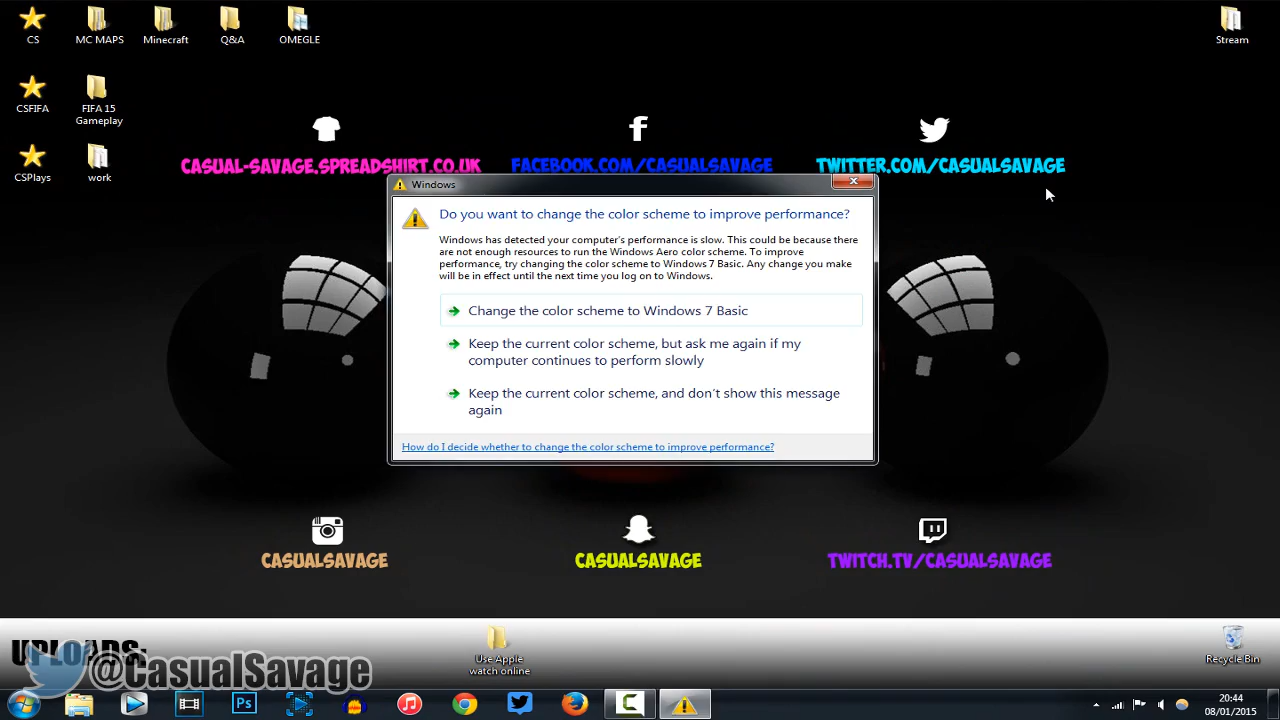 CS
MC MAPS
Minecraft
Q&A
OMEGLE
Stream
CSFIFA
FIFA 15
Gameplay
CSPlays
work
CASUAL-SAVAGE.SPREADSHIRT.CO.UK
f
FACEBOOK.COM/CASUALSAVAGE
TWITTER.COM/CASUALSAVAGE
Windows
Do you want to change the color scheme to improve performance?
Windows has detected your computer's performance is slow. This could be because there
are not enough resources to run the Windows Aero color scheme. To improve
performance, try changing the color scheme to Windows 7 Basic. Any change you make
will be in effect until the next time you log on to Windows.
Change the color scheme to Windows 7 Basic
Keep the current color scheme, but ask me again if my
computer continues to perform slowly
Keep the current color scheme, and don't show this message
again
How do I decide whether to change the color scheme to improve performance?
CASUALSAVAGE
CASUALSAVAGE
TWITCH.TV/CASUALSAVAGE
UPLOADS:
@CasualSavage
Use Apple
watch online
Recycle Bin
Ps
C
20:44
08/01/2015